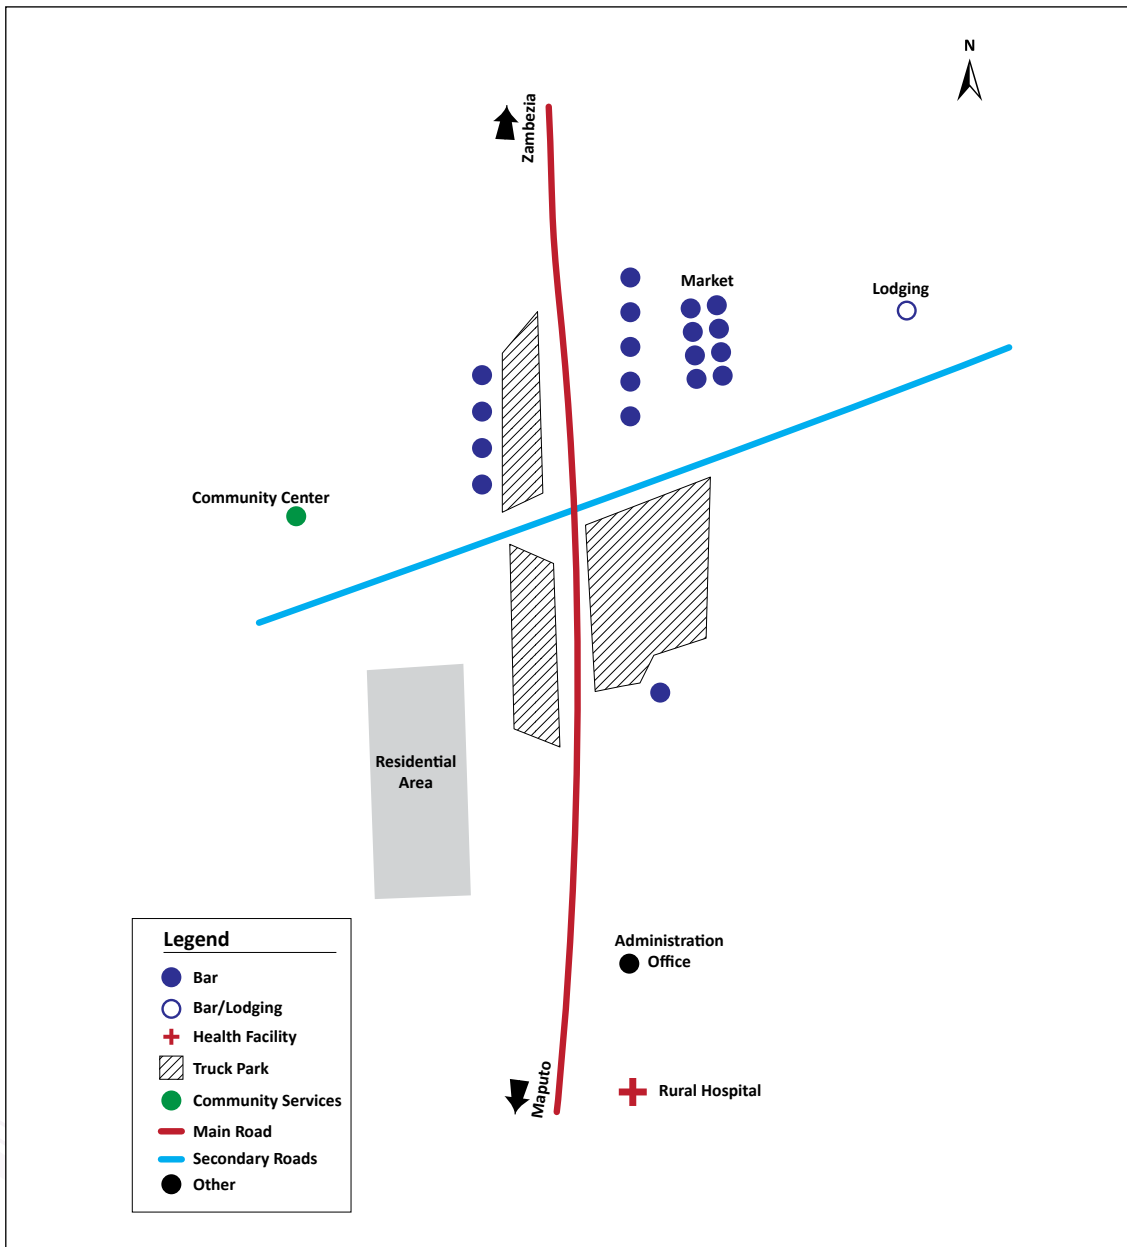 N
Zambezia
Market
Lodging
Community Center
Residential
Area
Administration
Office
Maputo
Rural Hospital
Legend
Bar
Bar/Lodging
Health Facility
Truck Park
Community Services
Main Road
Secondary Roads
Other